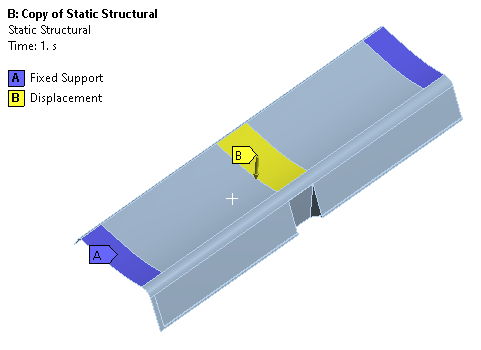 B: Copy of Static Structural
Static Structural
Time: 1. s
A Fixed Support
B Displacement
B
A